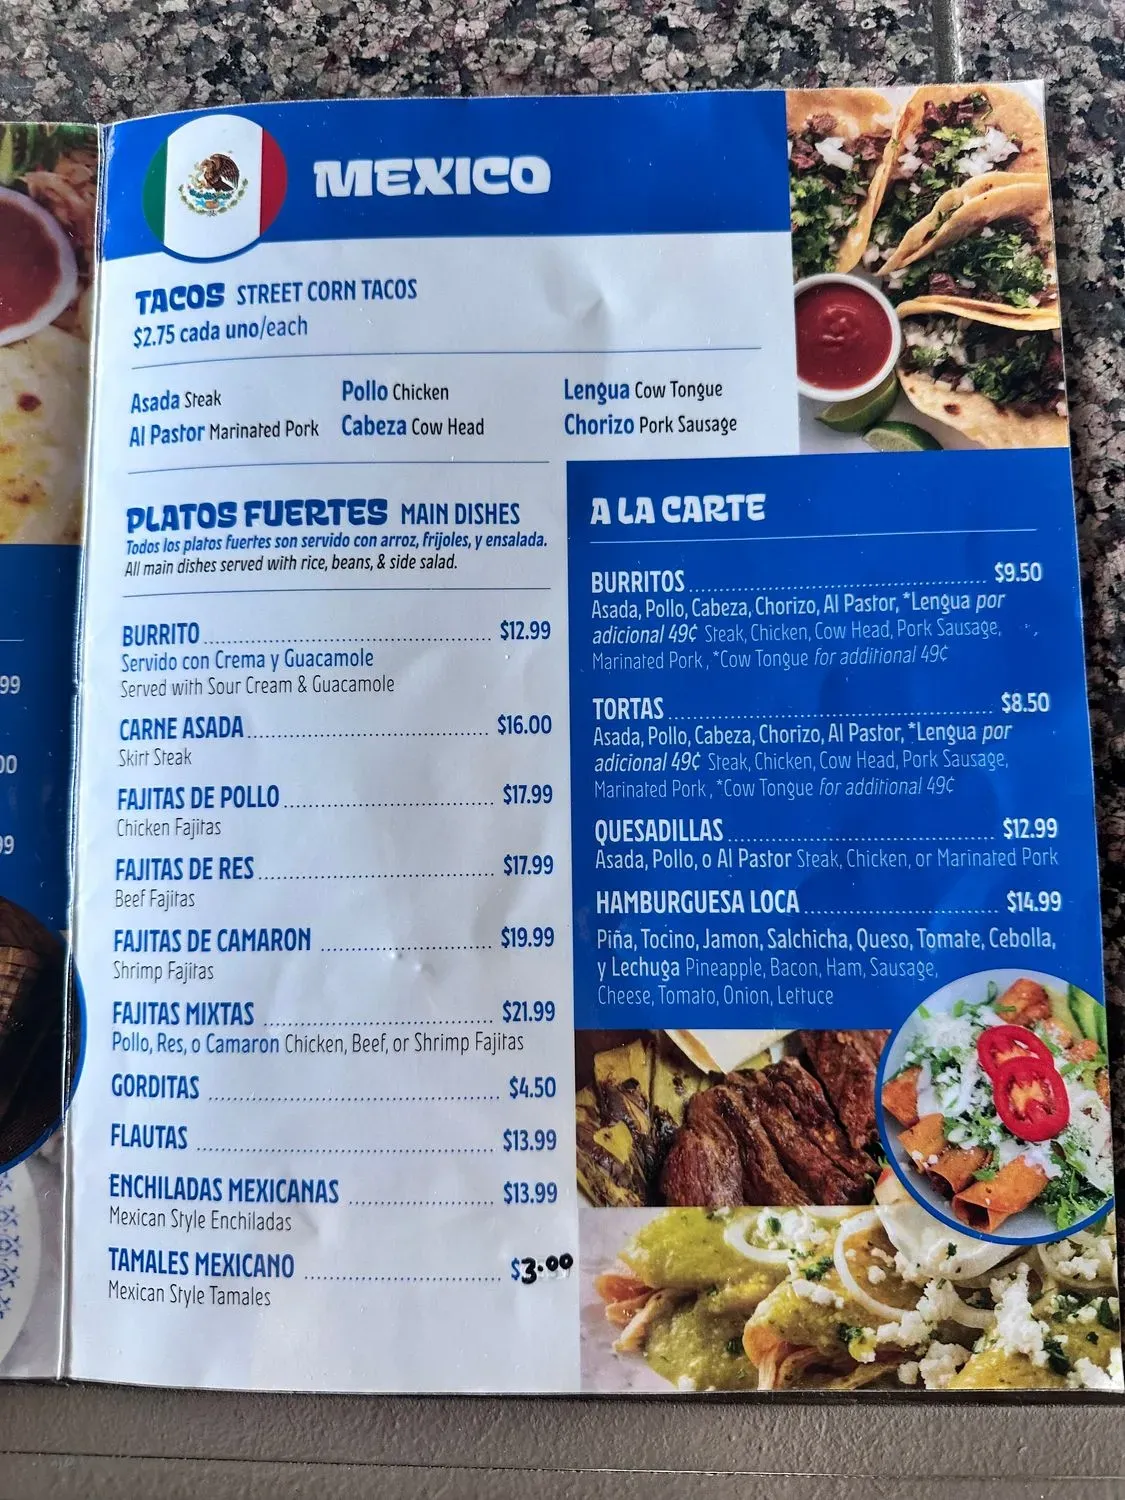 MEXICO
TACOS STREET CORN TACOS
$2.75 cada uno/each
Asada Steak
Pollo Chicken
Lengua Cow Tongue
Al Pastor Marinated Pork
Cabeza Cow Head
Chorizo Pork Sausage
PLATOS FUERTES MAIN DISHES
Todos los platos fuertes son servido con arroz, frijoles, y ensalada.
All main dishes served with rice, beans, & side salad.
BURRITO $12.99
Servido con Crema y Guacamole
Served with Sour Cream & Guacamole
CARNE ASADA $16.00
Skirt Steak
FAJITAS DE POLLO $17.99
Chicken Fajitas
FAJITAS DE RES $17.99
Beef Fajitas
FAJITAS DE CAMARON $19.99
Shrimp Fajitas
FAJITAS MIXTAS $21.99
Pollo, Res, o Camaron Chicken, Beef, or Shrimp Fajitas
GORDITAS $4.50
FLAUTAS $13.99
ENCHILADAS MEXICANAS $13.99
Mexican Style Enchiladas
TAMALES MEXICANO $3.00
Mexican Style Tamales
A LA CARTE
BURRITOS $9.50
Asada, Pollo, Cabeza, Chorizo, Al Pastor, *Lengua por
adicional 49¢ Steak, Chicken, Cow Head, Pork Sausage,
Marinated Pork, *Cow Tongue for additional 49¢
TORTAS $8.50
Asada, Pollo, Cabeza, Chorizo, Al Pastor, *Lengua por
adicional 49¢ Steak, Chicken, Cow Head, Pork Sausage,
Marinated Pork, *Cow Tongue for additional 49¢
QUESADILLAS $12.99
Asada, Pollo, o Al Pastor Steak, Chicken, or Marinated Pork
HAMBURGUESA LOCA $14.99
Piña, Tocino, Jamon, Salchicha, Queso, Tomate, Cebolla,
y Lechuga Pineapple, Bacon, Ham, Sausage,
Cheese, Tomato, Onion, Lettuce